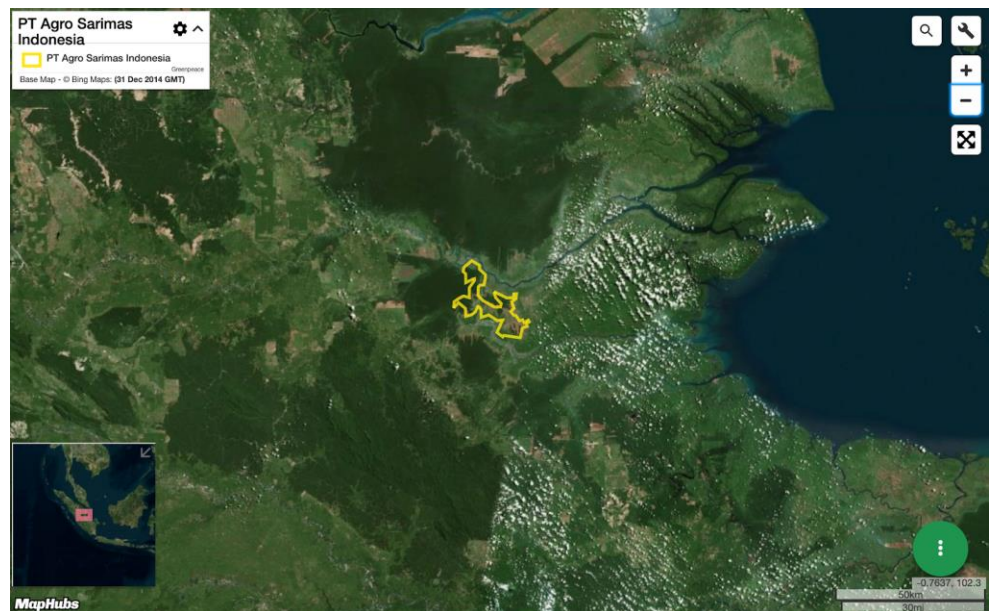 PT Agro Sarimas
Indonesia
PT Agro Sarimas Indonesia
Greenpeace
Base Map - © Bing Maps: (31 Dec 2014 GMT)
+
−
-0.7637, 102.3
50km
30mi
MapHubs